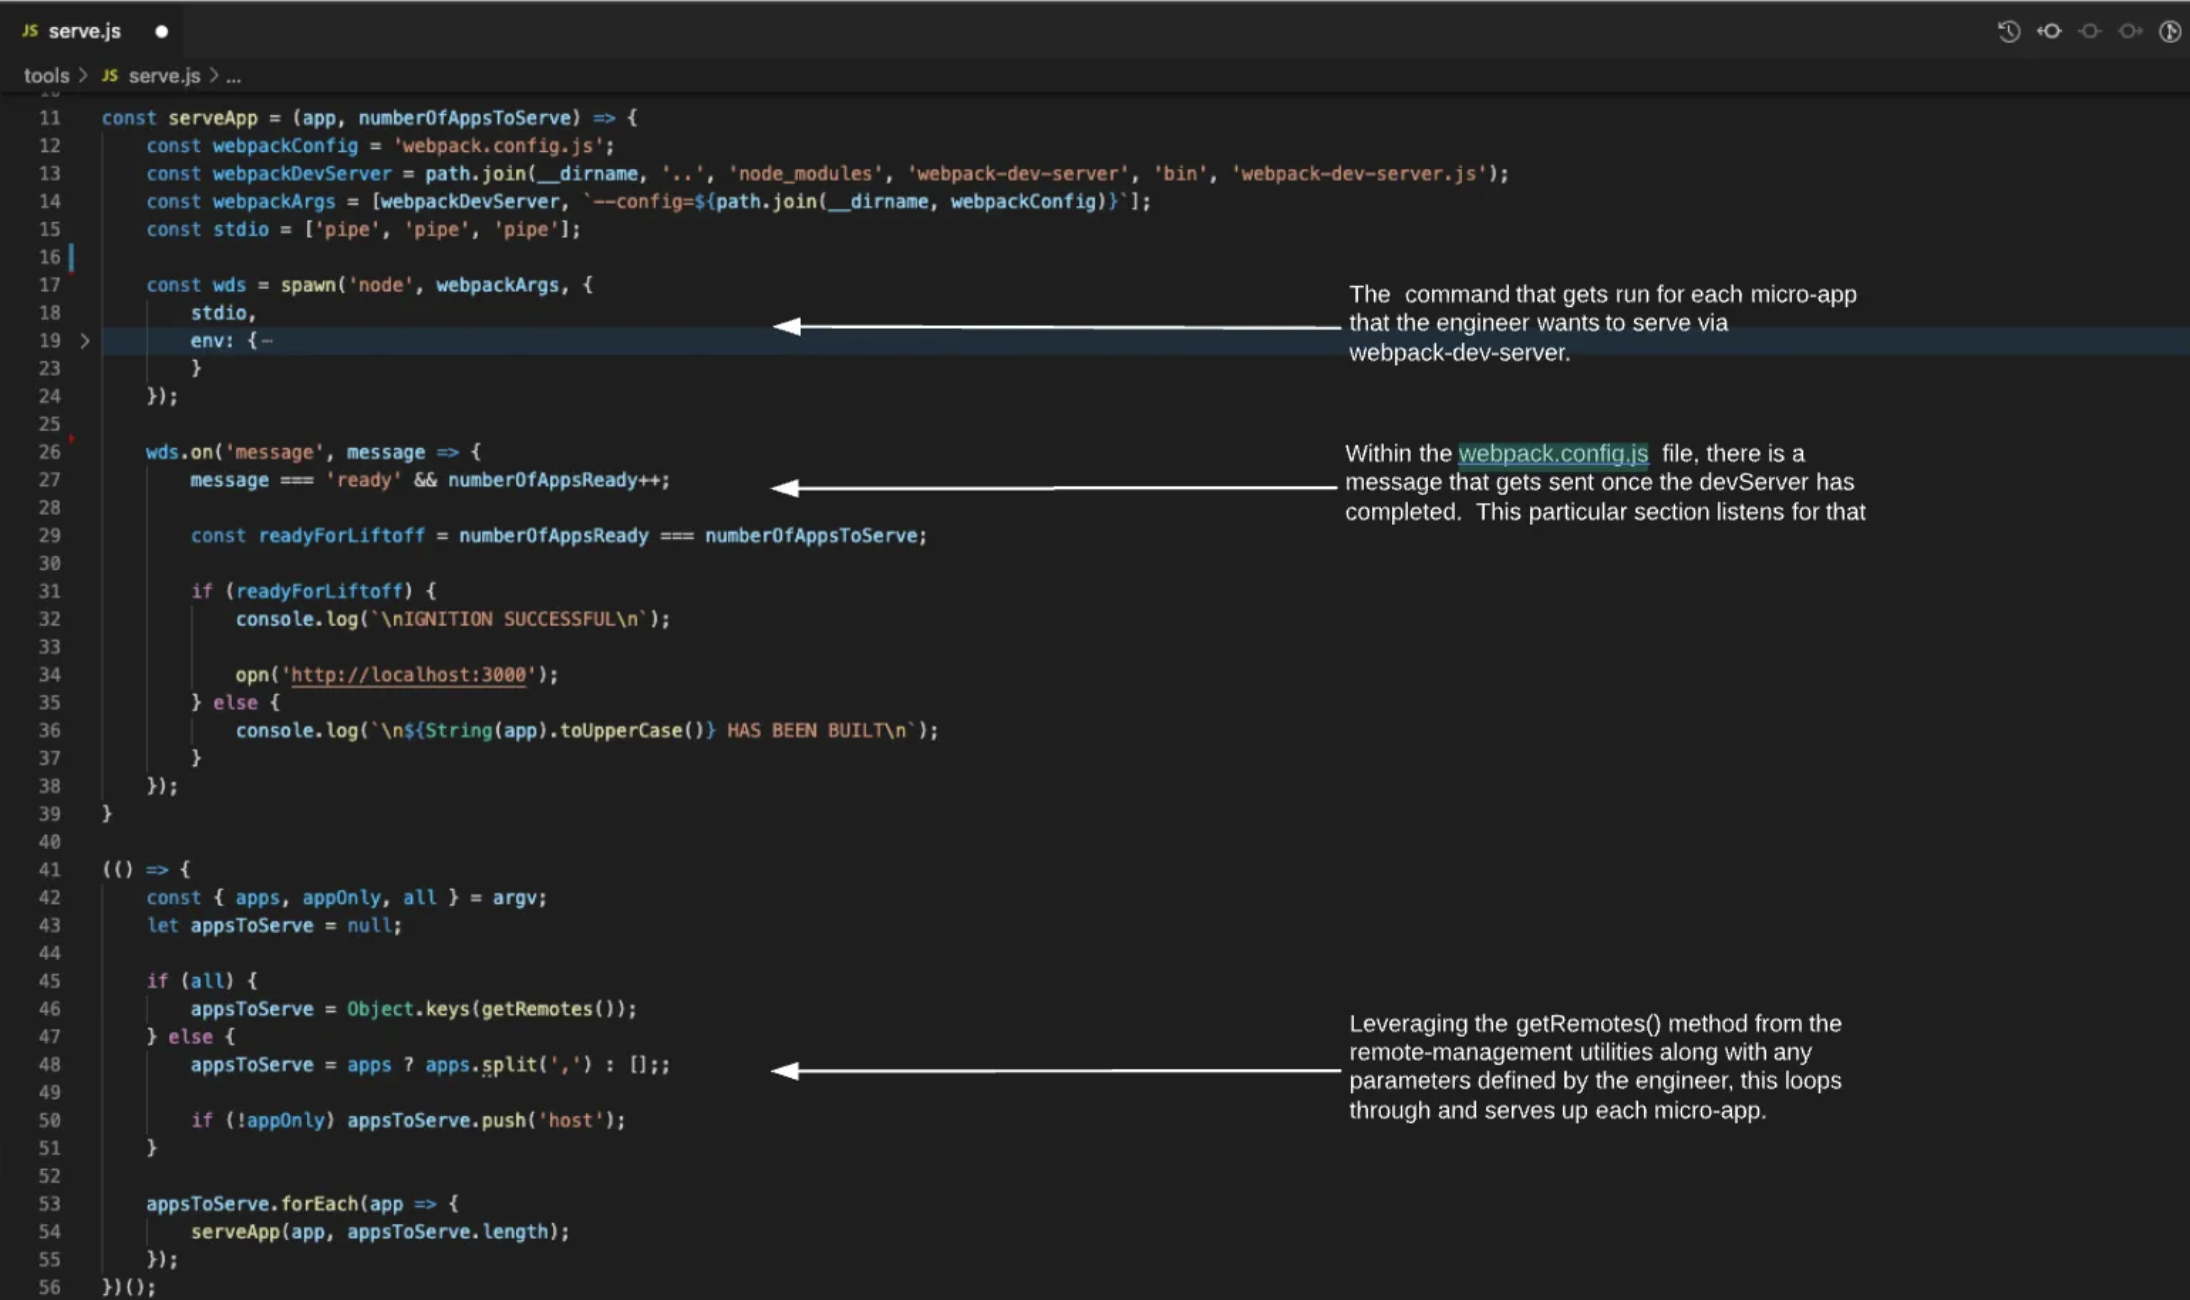 JS serve.js
tools > JS serve.js > ...
11 const serveApp = (app, numberOfAppsToServe) => {
12 const webpackConfig = 'webpack.config.js';
13 const webpackDevServer = path.join(__dirname, '..', 'node_modules', 'webpack-dev-server', 'bin', 'webpack-dev-server.js');
14 const webpackArgs = [webpackDevServer, `--config=${path.join(__dirname, webpackConfig)}`];
15 const stdio = ['pipe', 'pipe', 'pipe'];
16
17 const wds = spawn('node', webpackArgs, {
18 stdio,
19 env: {⋯
23 }
24 });
25
26 wds.on('message', message => {
27 message === 'ready' && numberOfAppsReady++;
28
29 const readyForLiftoff = numberOfAppsReady === numberOfAppsToServe;
30
31 if (readyForLiftoff) {
32 console.log(`\nIGNITION SUCCESSFUL\n`);
33
34 opn('http://localhost:3000');
35 } else {
36 console.log(`\n${String(app).toUpperCase()} HAS BEEN BUILT\n`);
37 }
38 });
39 }
40
41 (() => {
42 const { apps, appOnly, all } = argv;
43 let appsToServe = null;
44
45 if (all) {
46 appsToServe = Object.keys(getRemotes());
47 } else {
48 appsToServe = apps ? apps.split(',') : [];;
49
50 if (!appOnly) appsToServe.push('host');
51 }
52
53 appsToServe.forEach(app => {
54 serveApp(app, appsToServe.length);
55 });
56 })();
The command that gets run for each micro-app
that the engineer wants to serve via
webpack-dev-server.
Within the webpack.config.js file, there is a
message that gets sent once the devServer has
completed. This particular section listens for that
Leveraging the getRemotes() method from the
remote-management utilities along with any
parameters defined by the engineer, this loops
through and serves up each micro-app.